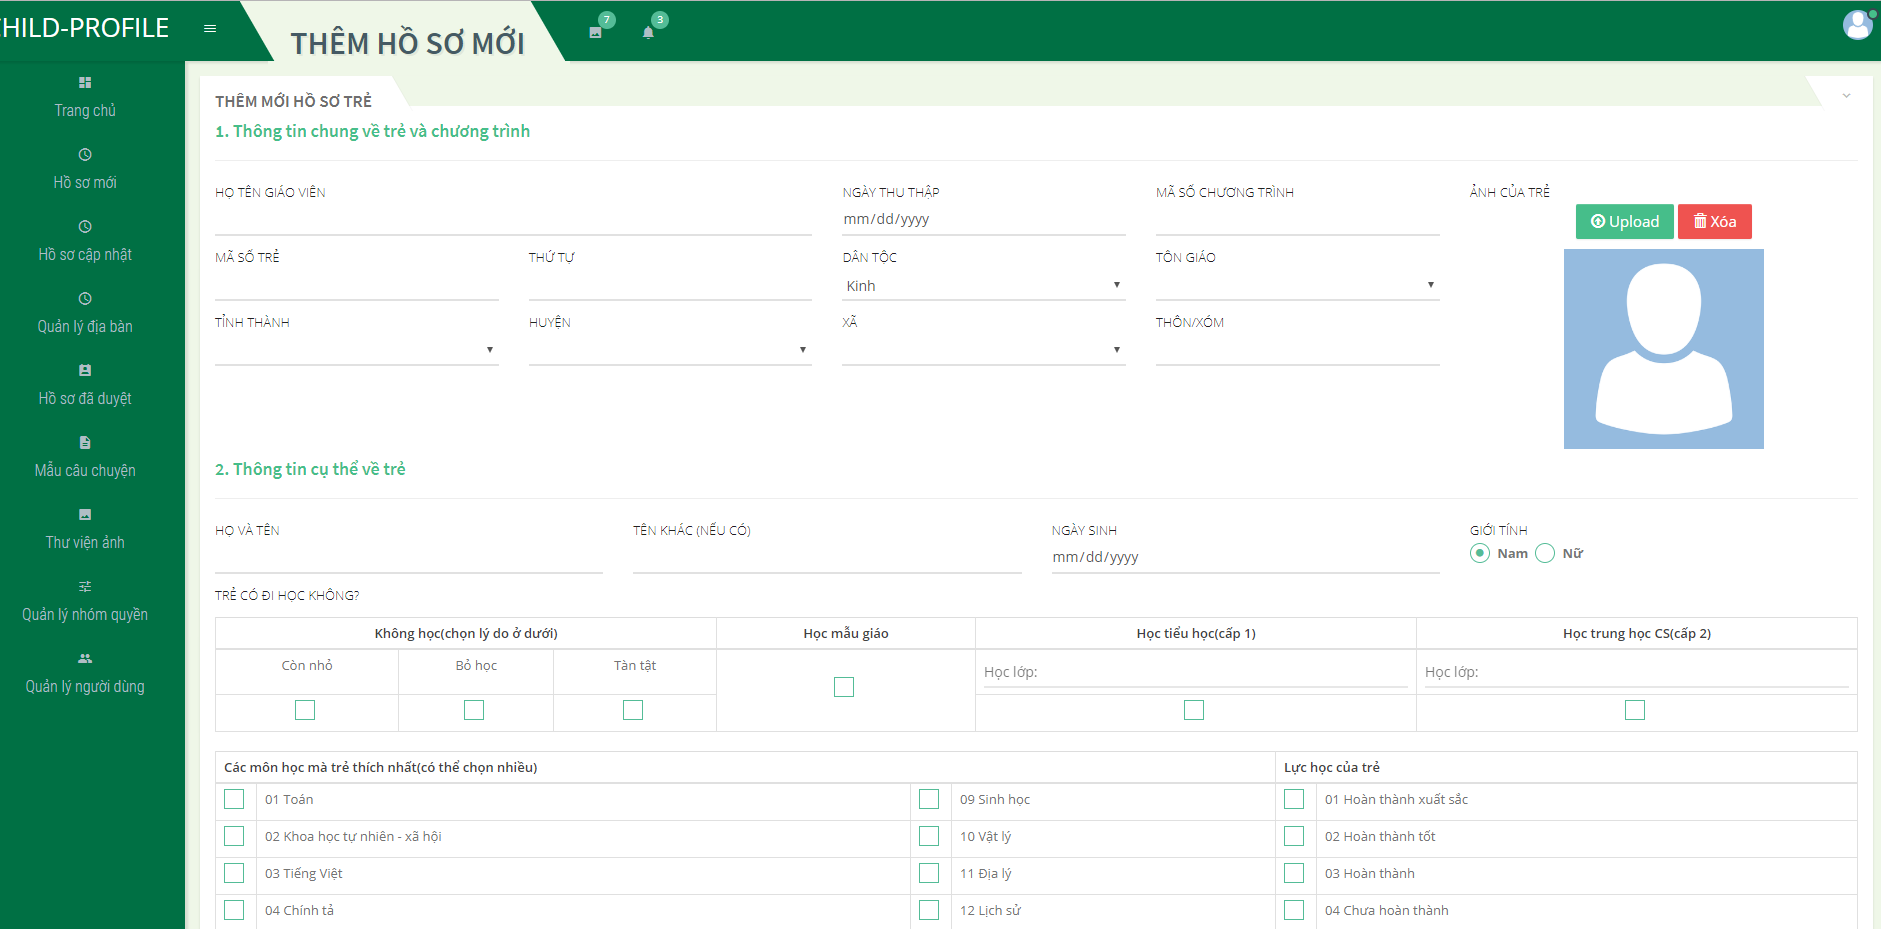 HILD-PROFILE
THÊM HỒ SƠ MỚI
7
3
Trang chủ
Hồ sơ mới
Hồ sơ cập nhật
Quản lý địa bàn
Hồ sơ đã duyệt
Mẫu câu chuyện
Thư viện ảnh
Quản lý nhóm quyền
Quản lý người dùng
THÊM MỚI HỒ SƠ TRẺ
1. Thông tin chung về trẻ và chương trình
HỌ TÊN GIÁO VIÊN
NGÀY THU THẬP
MÃ SỐ CHƯƠNG TRÌNH
ẢNH CỦA TRẺ
mm/dd/yyyy
Upload
Xóa
MÃ SỐ TRẺ
THỨ TỰ
DÂN TỘC
TÔN GIÁO
Kinh
TỈNH THÀNH
HUYỆN
XÃ
THÔN/XÓM
2. Thông tin cụ thể về trẻ
HỌ VÀ TÊN
TÊN KHÁC (NẾU CÓ)
NGÀY SINH
GIỚI TÍNH
mm/dd/yyyy
Nam
Nữ
TRẺ CÓ ĐI HỌC KHÔNG?
Không học(chọn lý do ở dưới)
Học mẫu giáo
Học tiểu học(cấp 1)
Học trung học CS(cấp 2)
Còn nhỏ
Bỏ học
Tàn tật
Học lớp:
Học lớp:
Các môn học mà trẻ thích nhất(có thể chọn nhiều)
Lực học của trẻ
01 Toán
09 Sinh học
01 Hoàn thành xuất sắc
02 Khoa học tự nhiên - xã hội
10 Vật lý
02 Hoàn thành tốt
03 Tiếng Việt
11 Địa lý
03 Hoàn thành
04 Chính tả
12 Lịch sử
04 Chưa hoàn thành